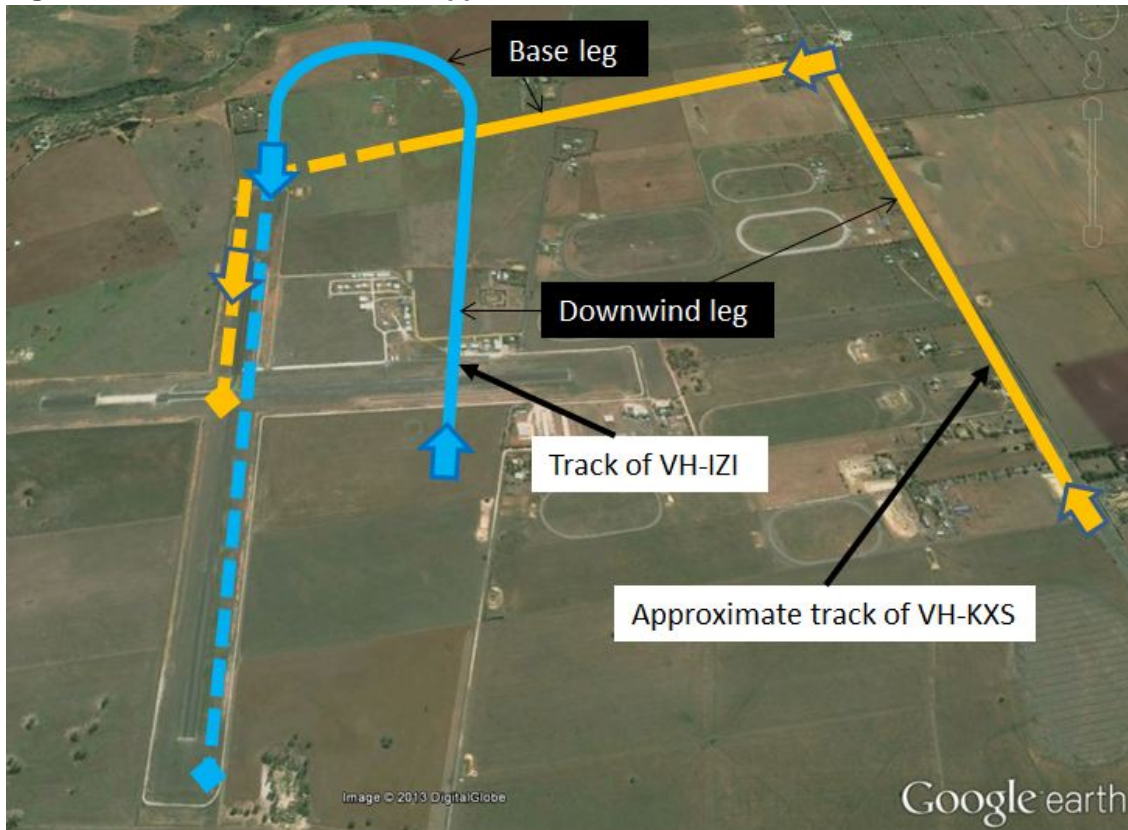 Base leg
Downwind leg
Track of VH-IZI
Approximate track of VH-KXS
Image © 2013 DigitalGlobe
Google earth